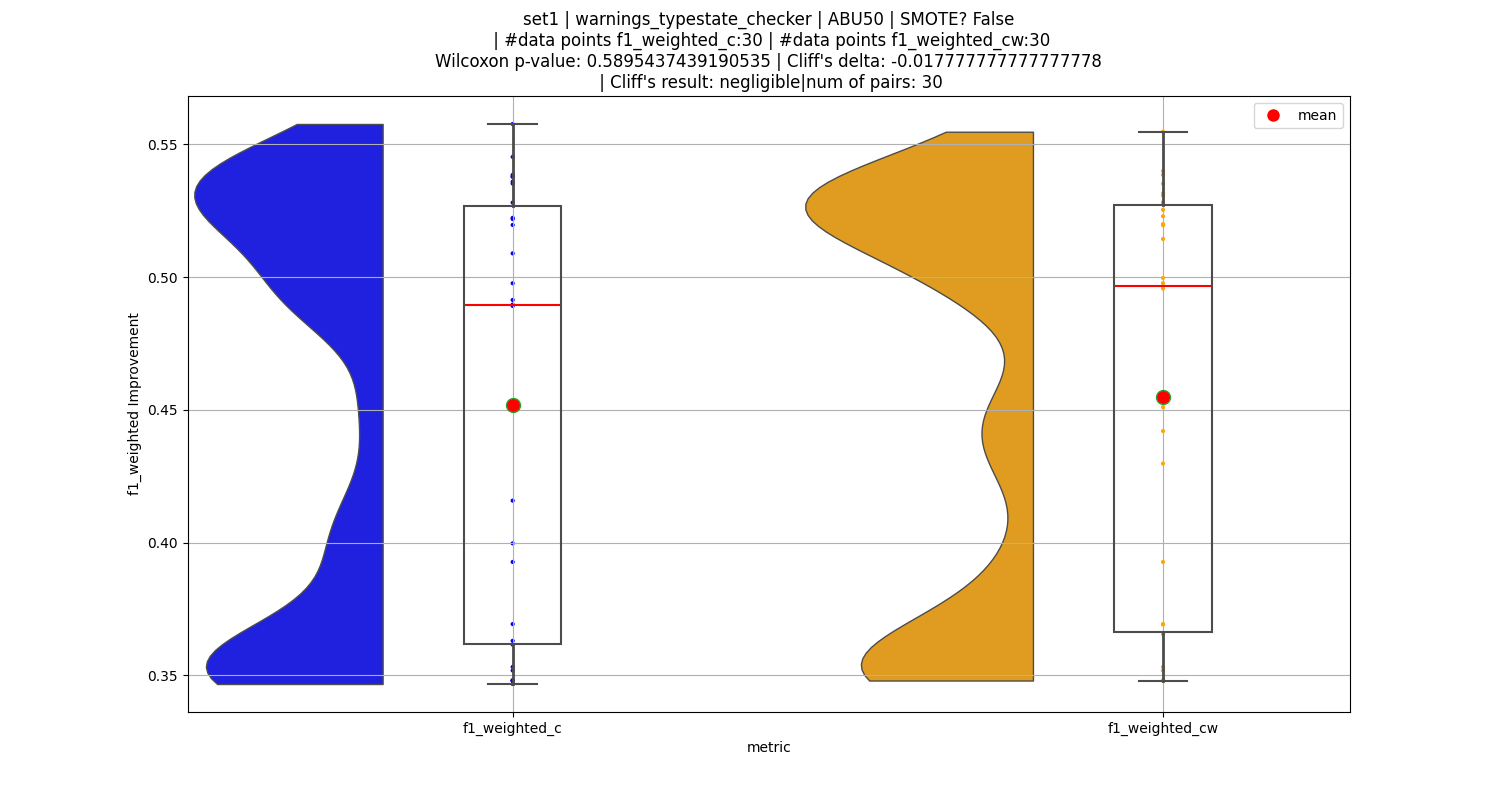 set1 | warnings_typestate_checker | ABU50 | SMOTE? False
| #data points f1_weighted_c:30 | #data points f1_weighted_cw:30
Wilcoxon p-value: 0.5895437439190535 | Cliff's delta: -0.017777777777777778
| Cliff's result: negligible|num of pairs: 30
mean
0.55
0.50
0.45
0.40
0.35
f1_weighted Improvement
f1_weighted_c
f1_weighted_cw
metric